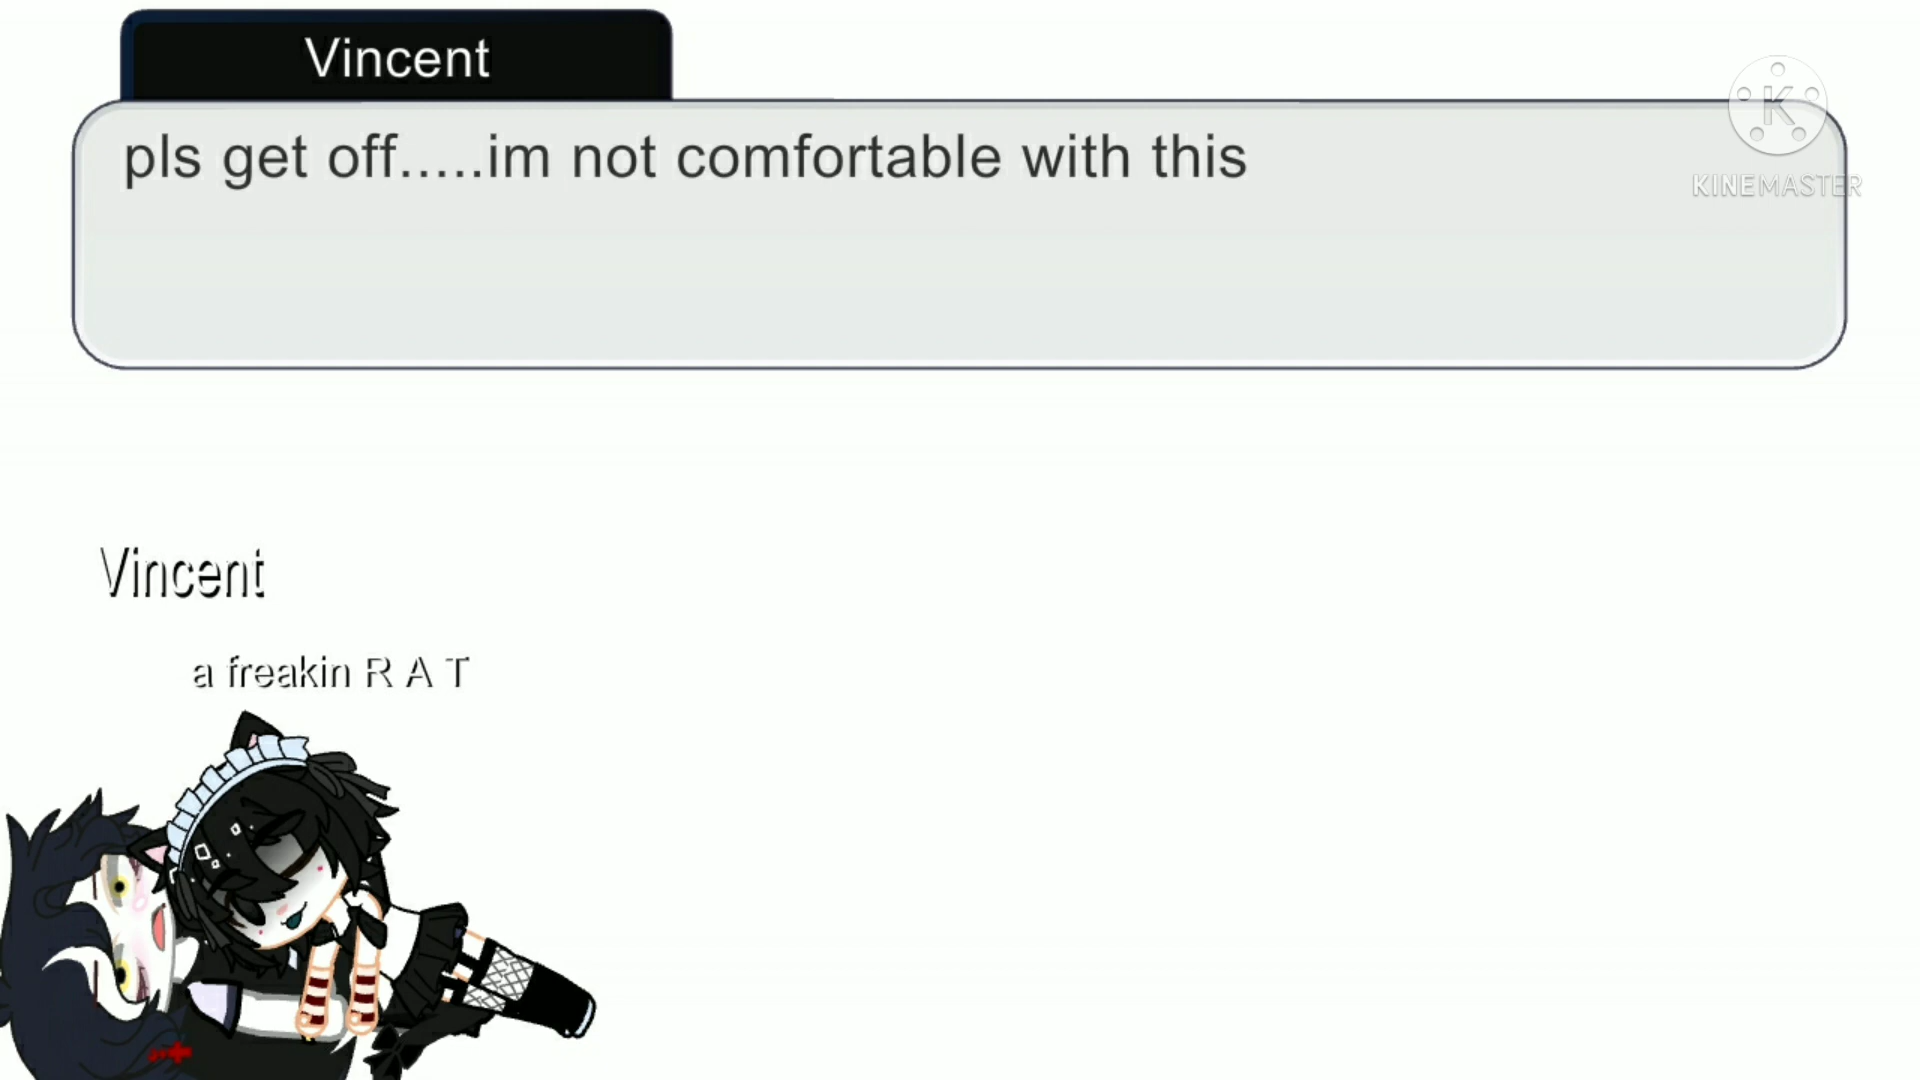 Vincent
pls get off.....im not comfortable with this
K
KINEMASTER
Vincent
a freakin R A T